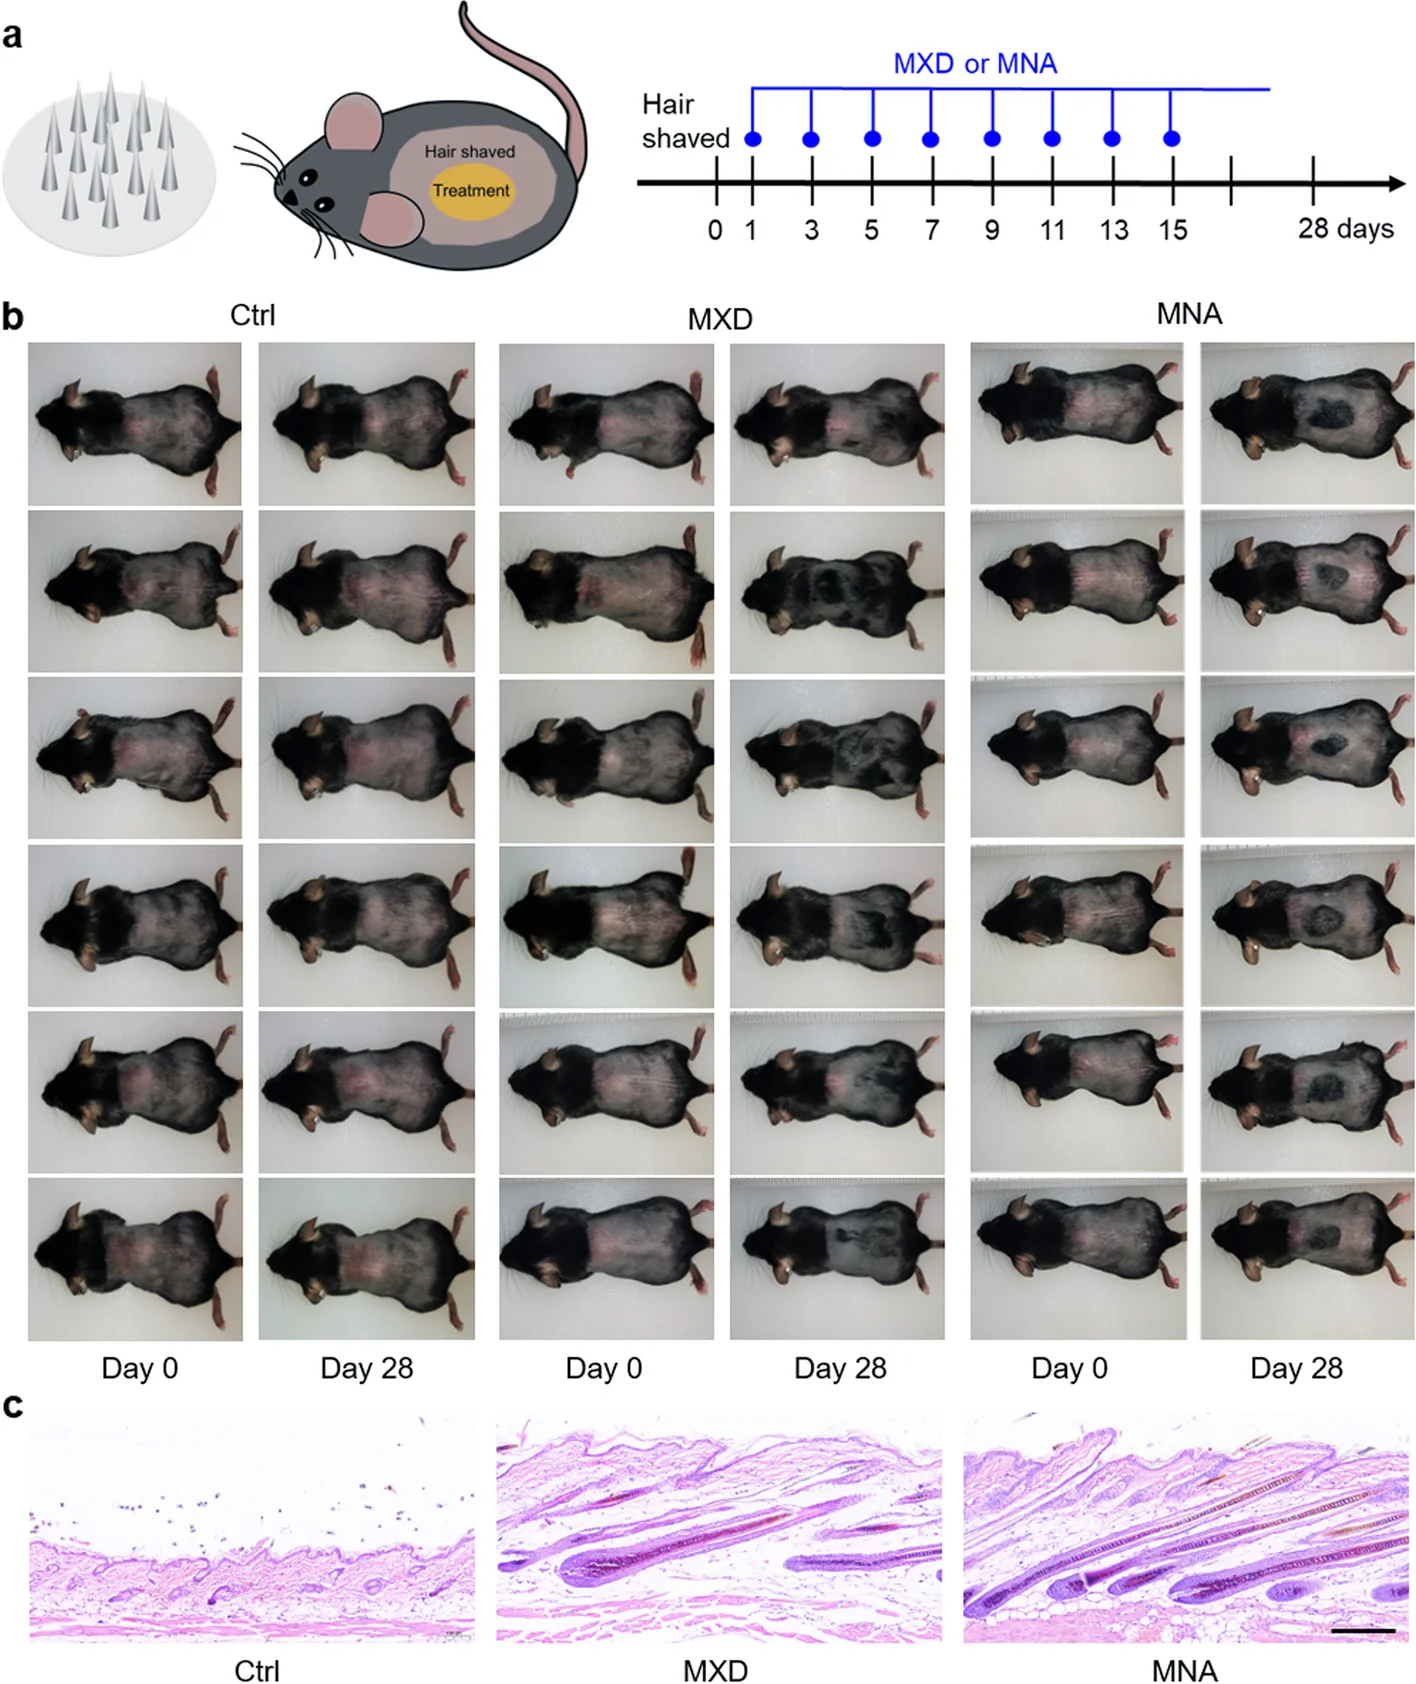 a
MXD or MNA
Hair
shaved
Hair shaved
Treatment
0 1 3 5 7 9 11 13 15 28 days
b
Ctrl MXD MNA
Day 0 Day 28 Day 0 Day 28 Day 0 Day 28
c
Ctrl MXD MNA